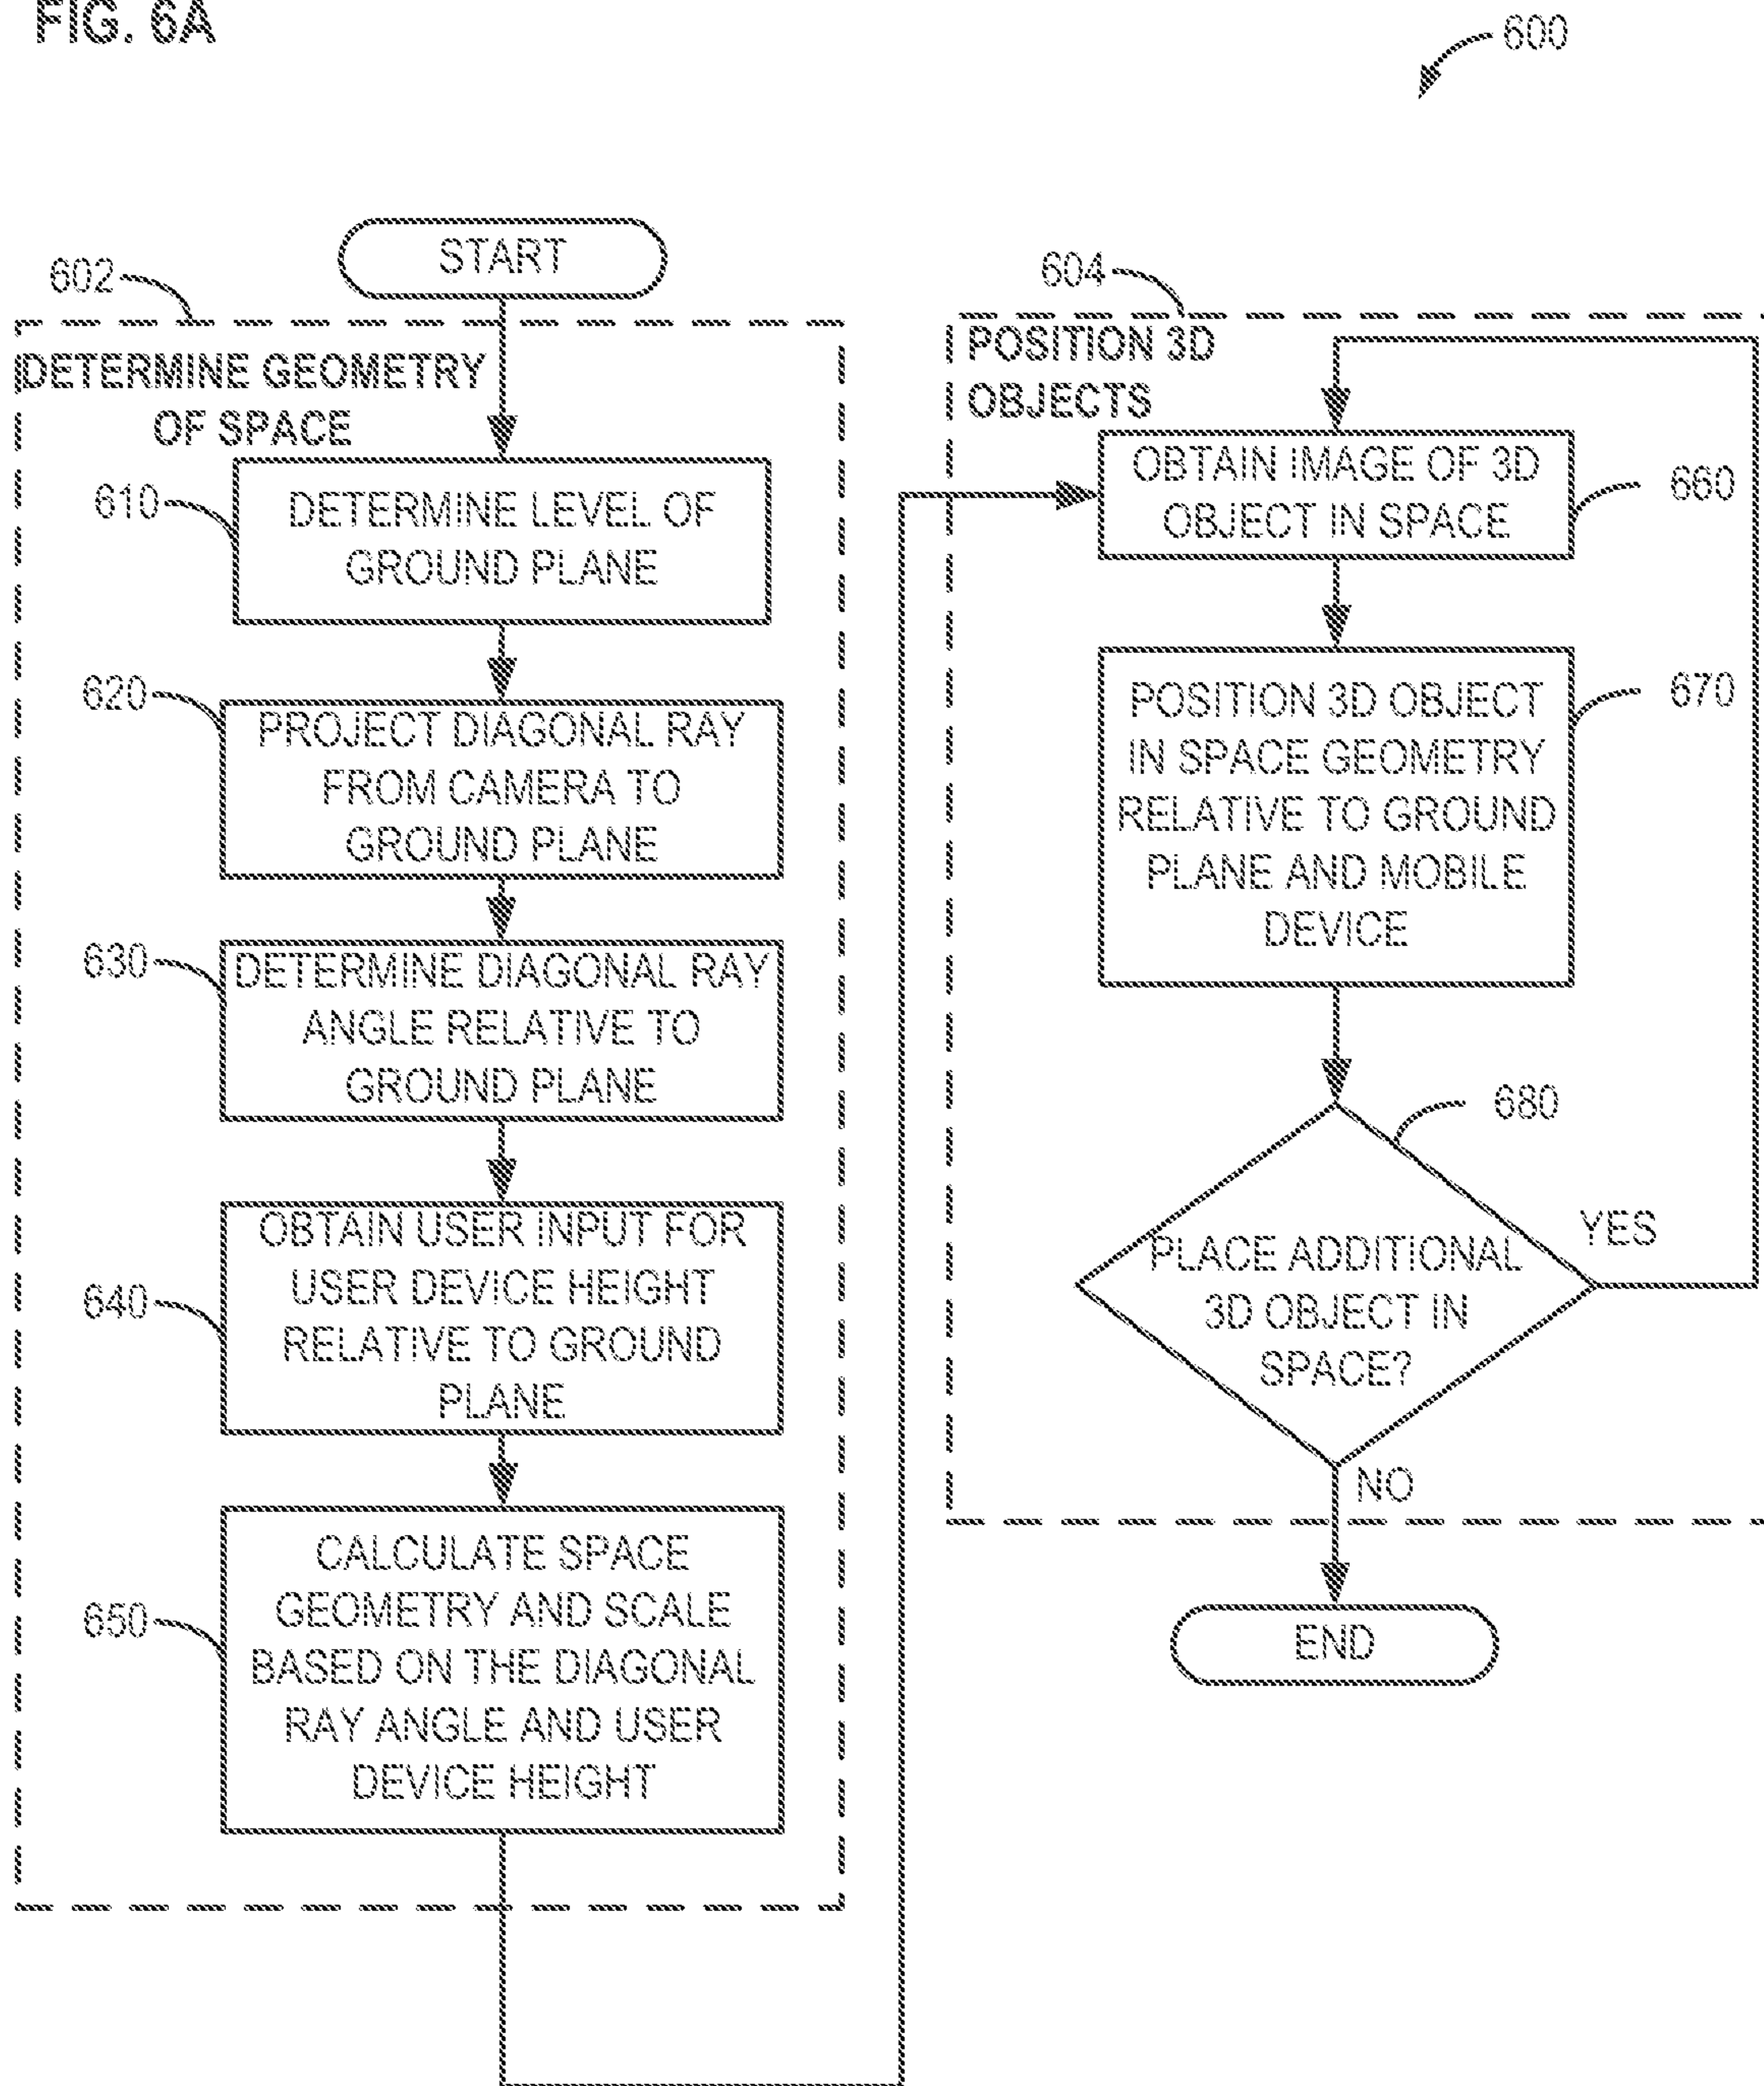 FIG. 6A
600
START
602
DETERMINE GEOMETRY
OF SPACE
610
DETERMINE LEVEL OF
GROUND PLANE
620
PROJECT DIAGONAL RAY
FROM CAMERA TO
GROUND PLANE
630
DETERMINE DIAGONAL RAY
ANGLE RELATIVE TO
GROUND PLANE
640
OBTAIN USER INPUT FOR
USER DEVICE HEIGHT
RELATIVE TO GROUND
PLANE
650
CALCULATE SPACE
GEOMETRY AND SCALE
BASED ON THE DIAGONAL
RAY ANGLE AND USER
DEVICE HEIGHT
604
POSITION 3D
OBJECTS
OBTAIN IMAGE OF 3D
OBJECT IN SPACE
660
POSITION 3D OBJECT
IN SPACE GEOMETRY
RELATIVE TO GROUND
PLANE AND MOBILE
DEVICE
670
680
PLACE ADDITIONAL
3D OBJECT IN
SPACE?
YES
NO
END